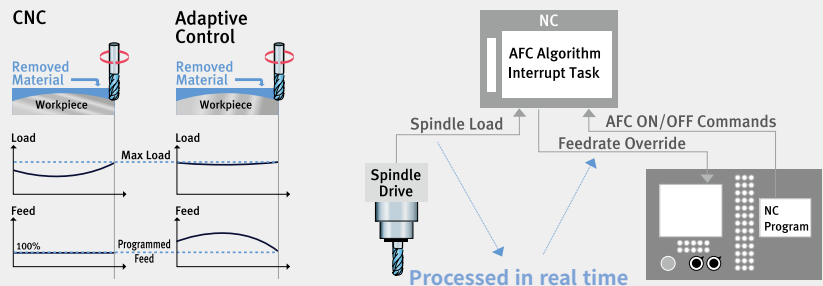 CNC
Adaptive
Control
Removed
Material
Workpiece
Removed
Material
Workpiece
Load
Max Load
Load
Feed
100%
Programmed
Feed
Feed
NC
AFC Algorithm
Interrupt Task
Spindle Load
AFC ON/OFF Commands
Feedrate Override
Spindle
Drive
NC
Program
Processed in real time